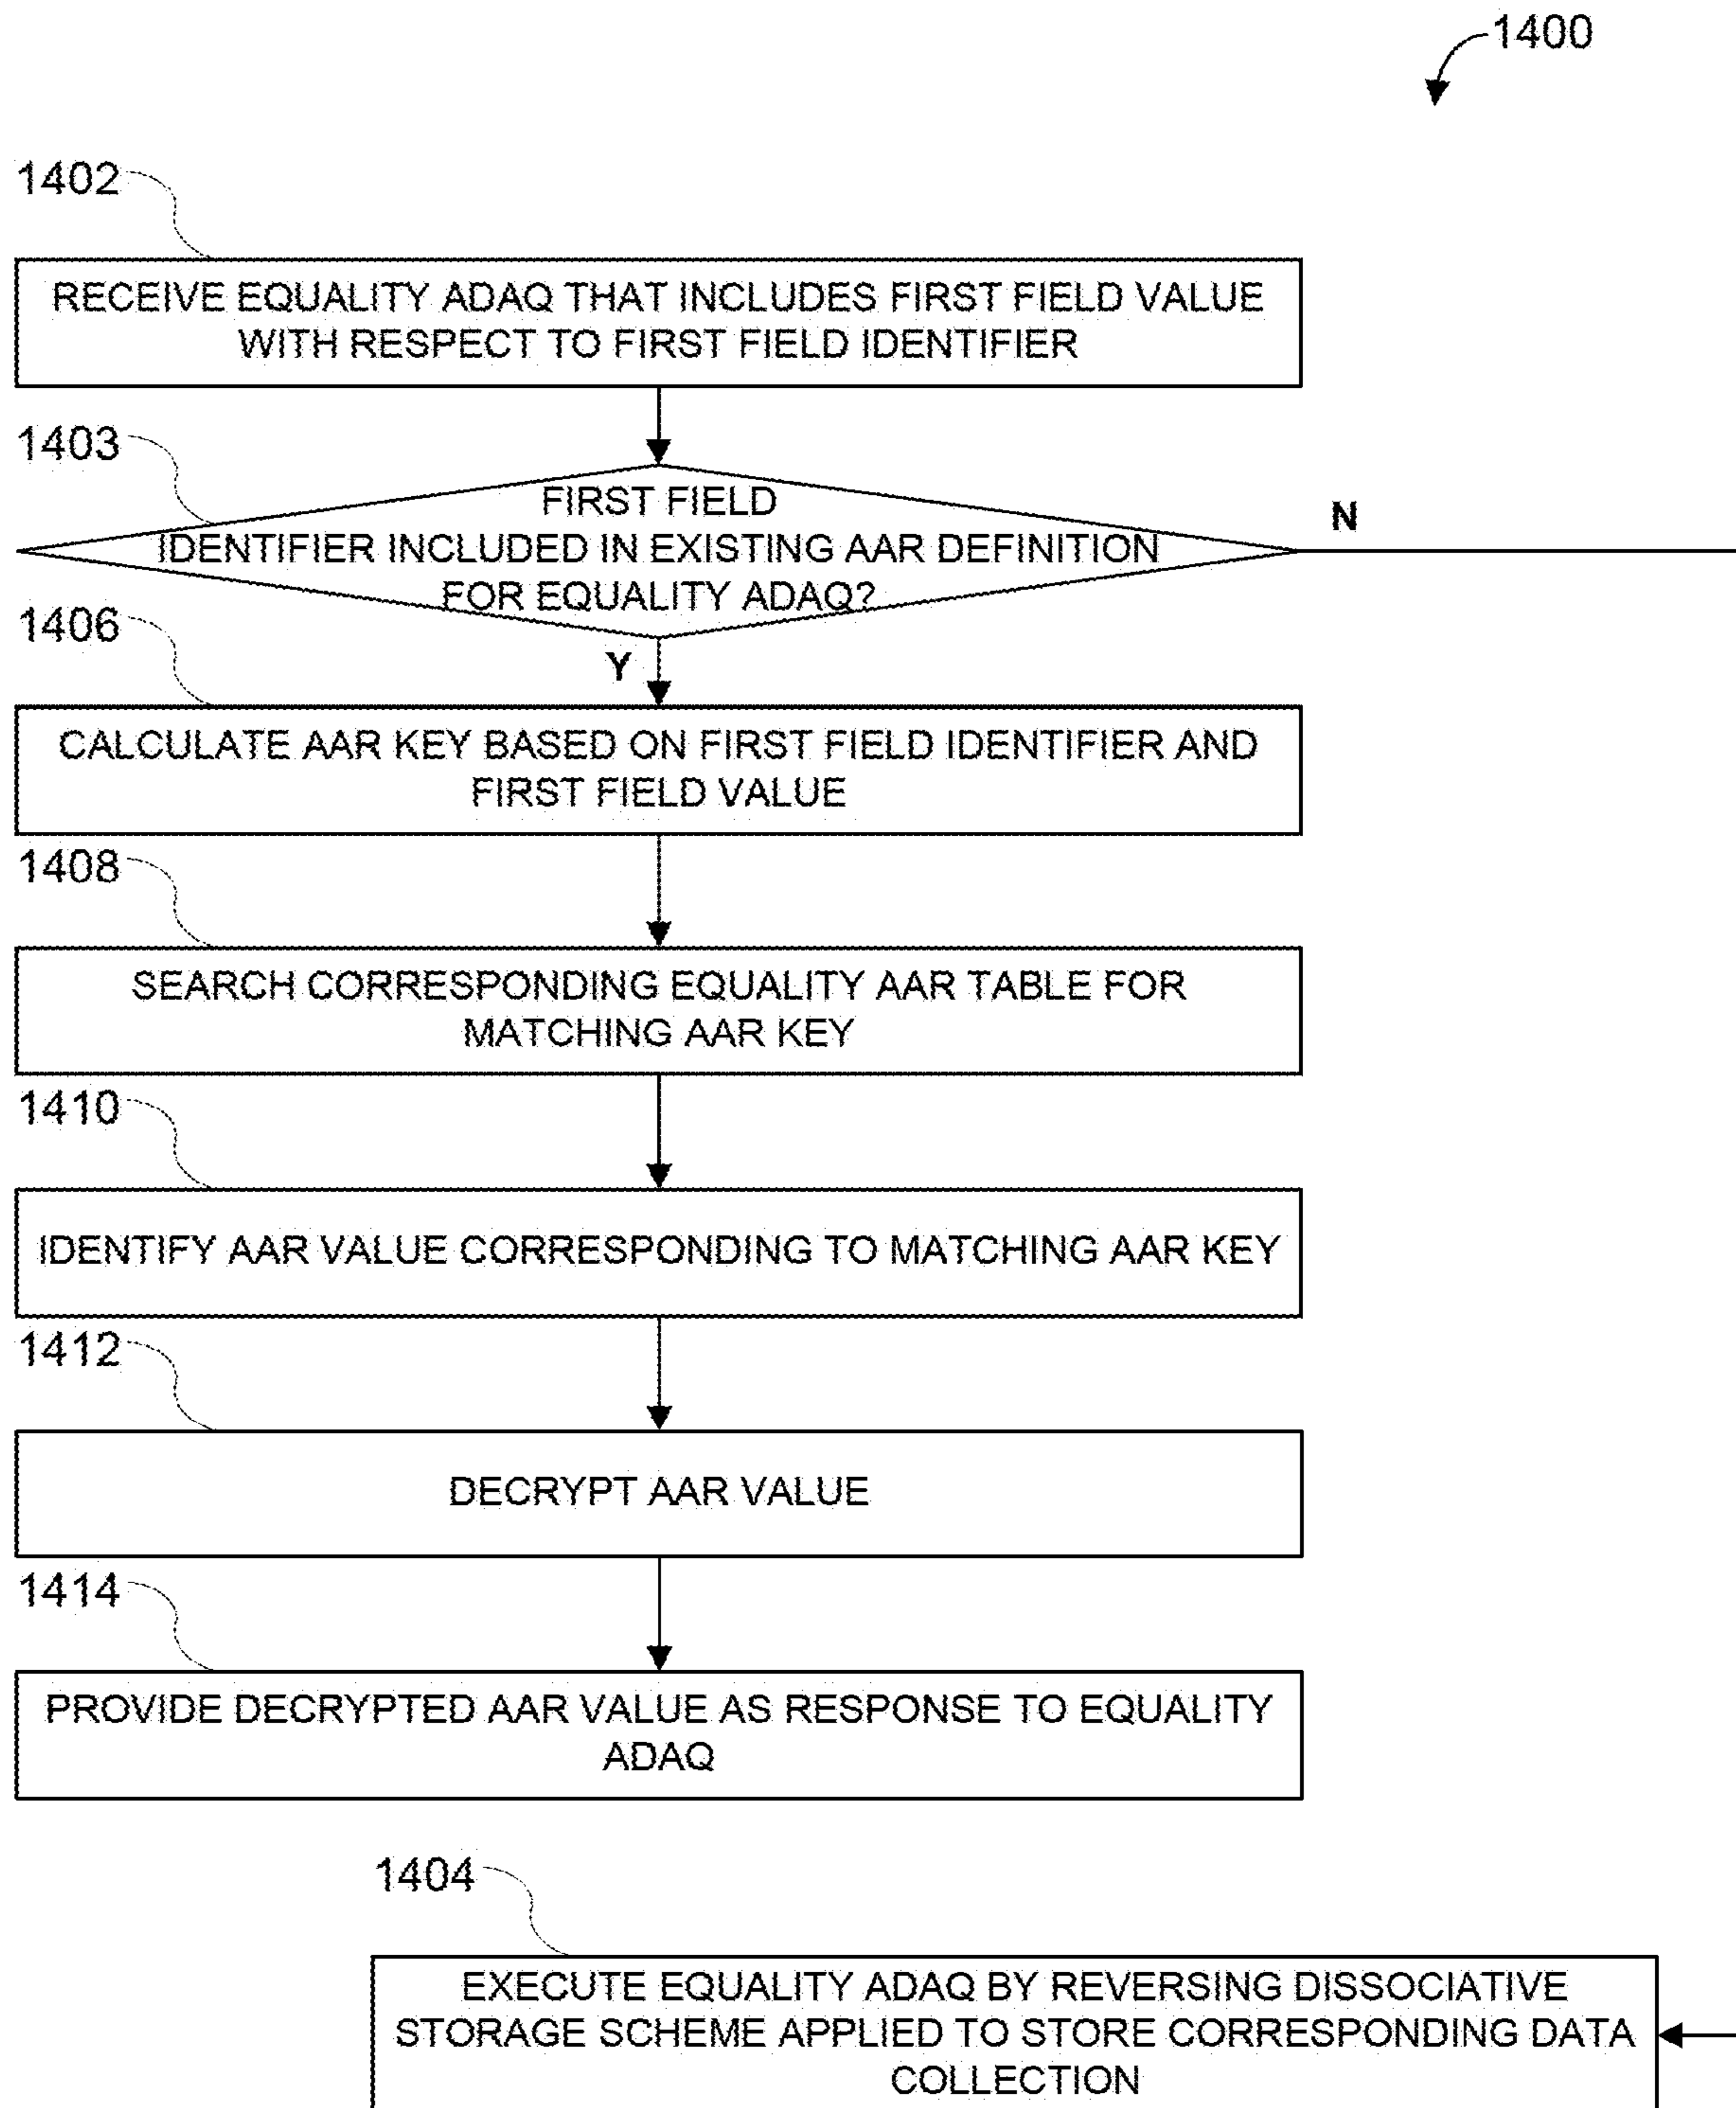 1400
1402
RECEIVE EQUALITY ADAQ THAT INCLUDES FIRST FIELD VALUE
WITH RESPECT TO FIRST FIELD IDENTIFIER
1403
FIRST FIELD
IDENTIFIER INCLUDED IN EXISTING AAR DEFINITION
FOR EQUALITY ADAQ?
N
Y
1406
CALCULATE AAR KEY BASED ON FIRST FIELD IDENTIFIER AND
FIRST FIELD VALUE
1408
SEARCH CORRESPONDING EQUALITY AAR TABLE FOR
MATCHING AAR KEY
1410
IDENTIFY AAR VALUE CORRESPONDING TO MATCHING AAR KEY
1412
DECRYPT AAR VALUE
1414
PROVIDE DECRYPTED AAR VALUE AS RESPONSE TO EQUALITY
ADAQ
1404
EXECUTE EQUALITY ADAQ BY REVERSING DISSOCIATIVE
STORAGE SCHEME APPLIED TO STORE CORRESPONDING DATA
COLLECTION